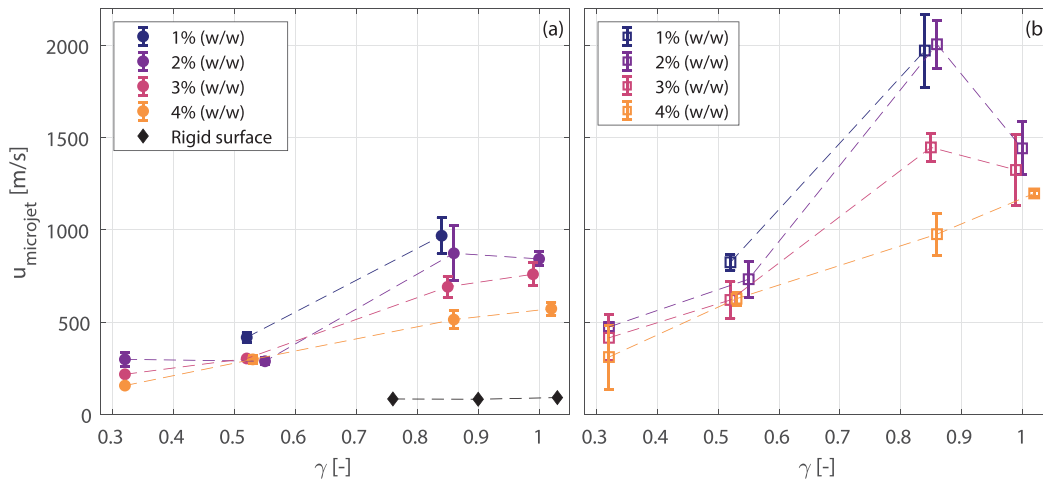 (a)
1% (w/w)
2% (w/w)
3% (w/w)
4% (w/w)
Rigid surface
(b)
1% (w/w)
2% (w/w)
3% (w/w)
4% (w/w)
u_microjet [m/s]
2000
1500
1000
500
0
0.3 0.4 0.5 0.6 0.7 0.8 0.9 1
γ [-]
0.3 0.4 0.5 0.6 0.7 0.8 0.9 1
γ [-]